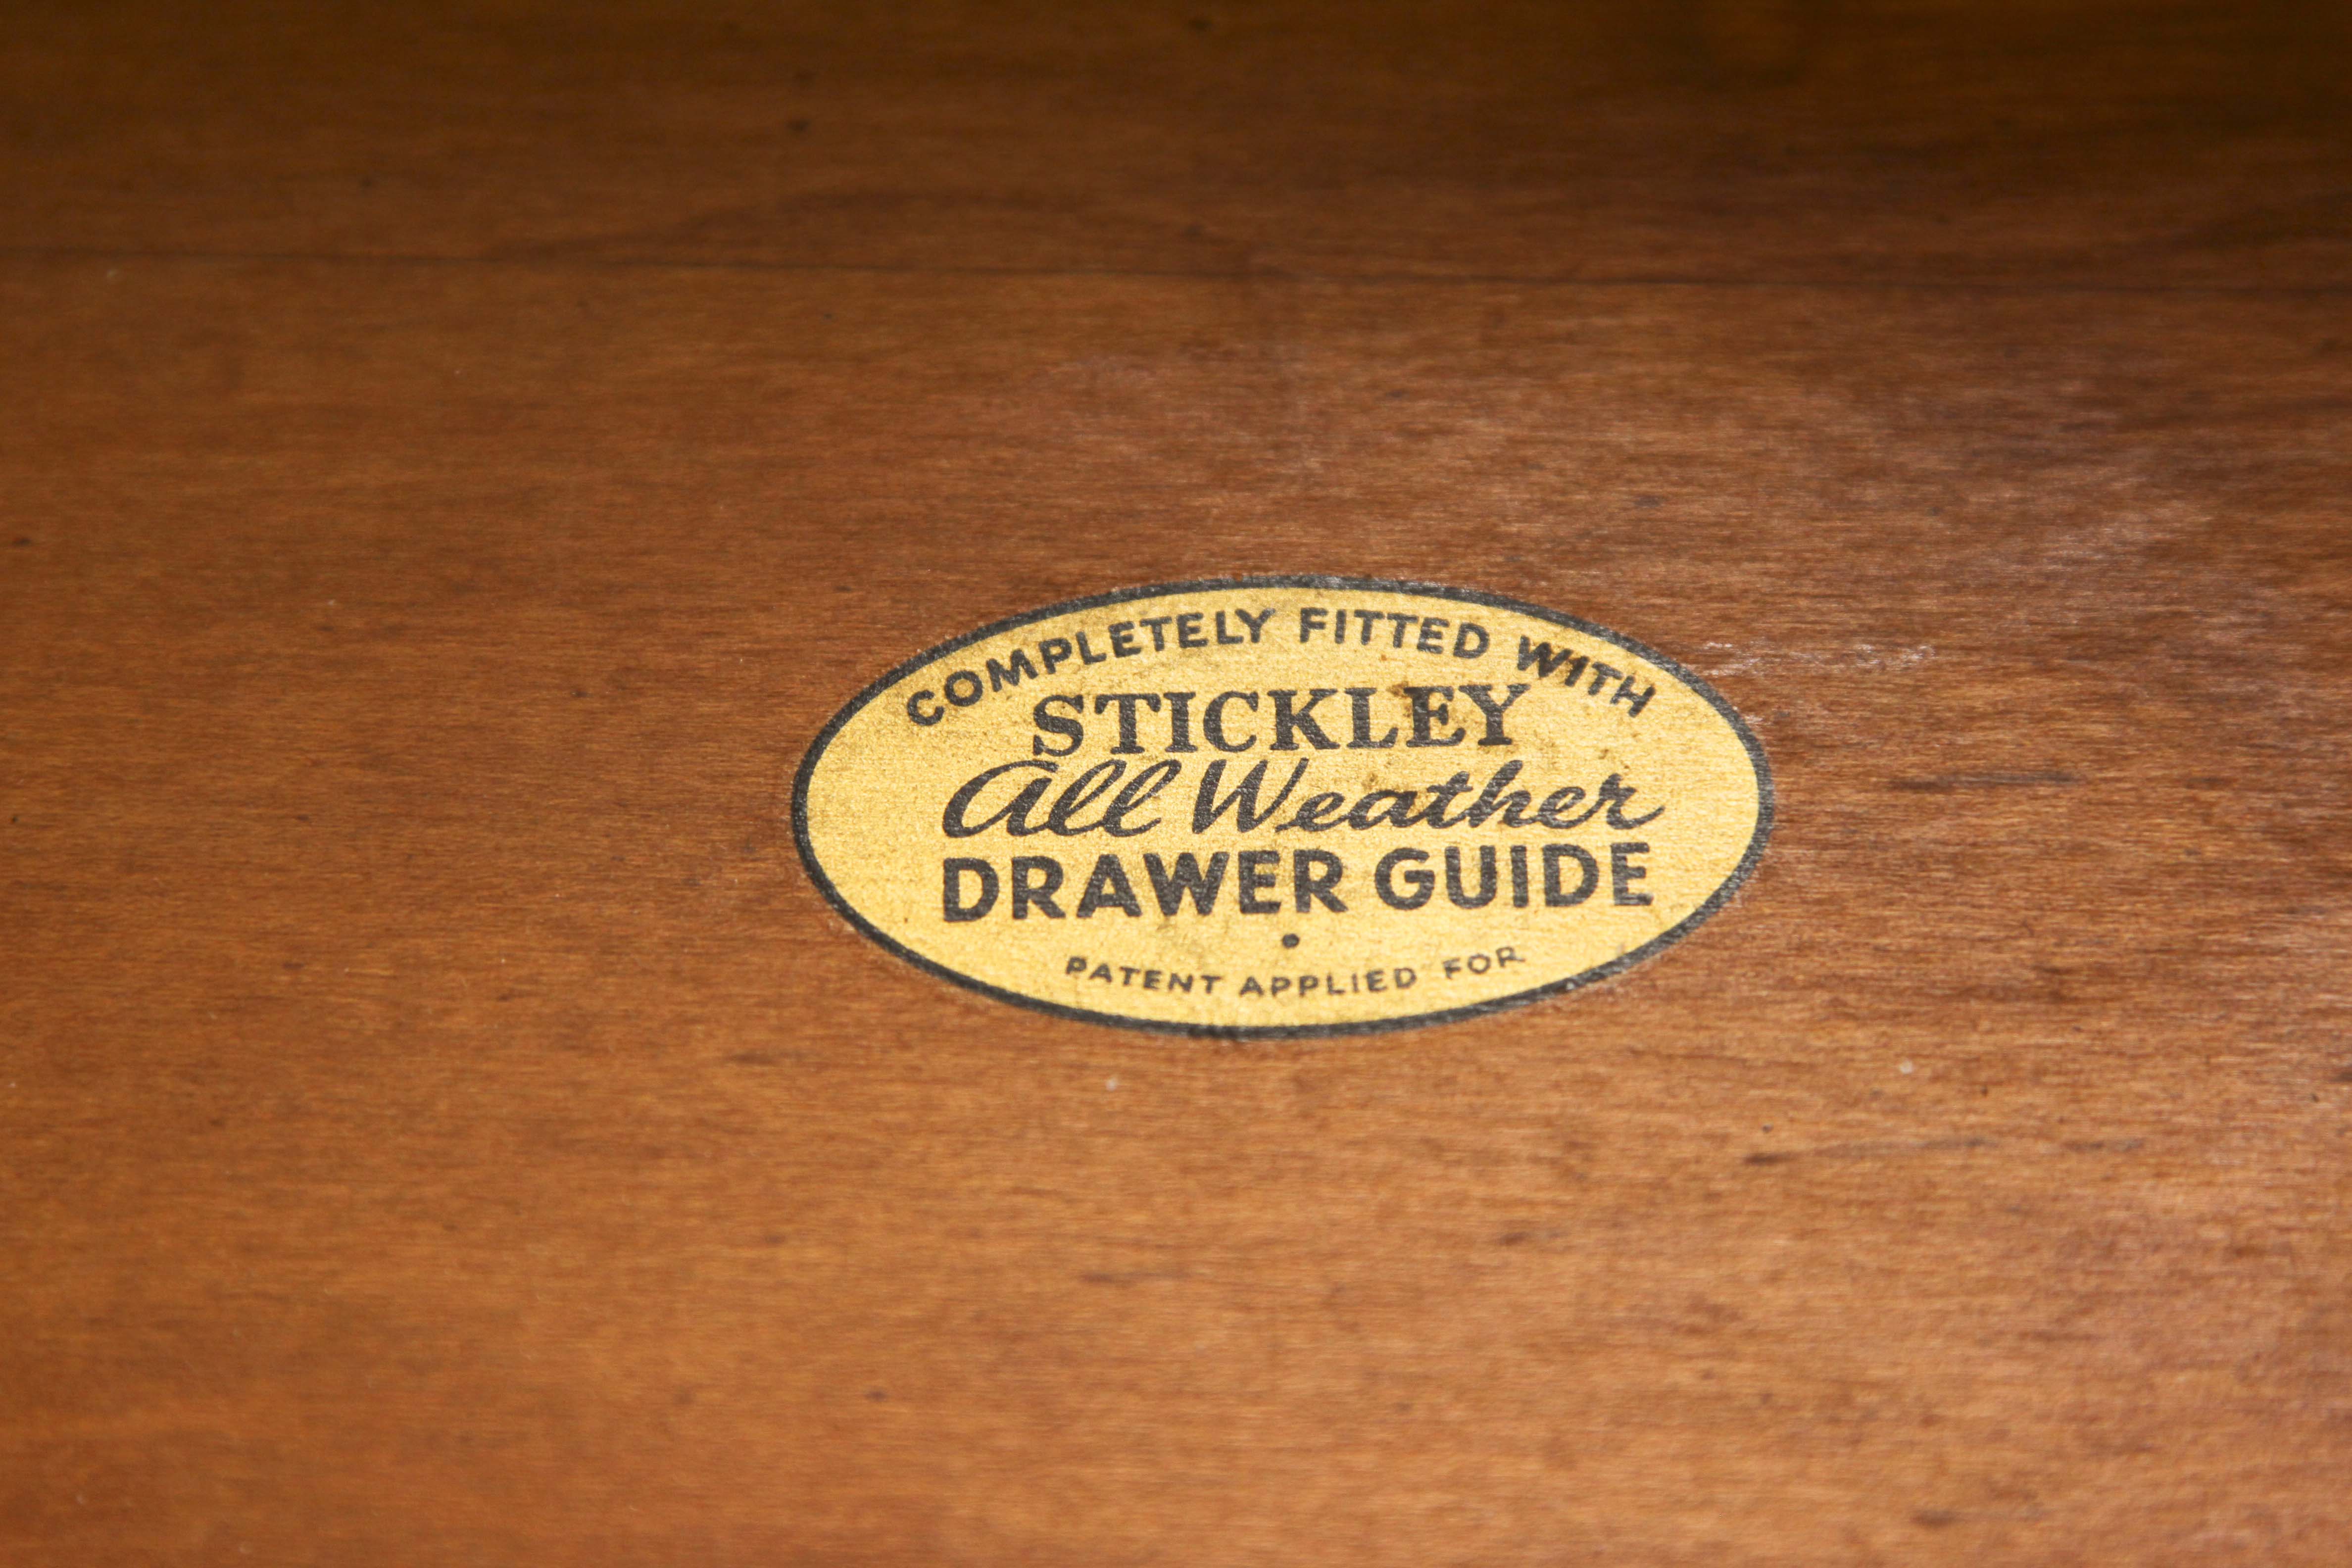 COMPLETELY FITTED WITH
STICKLEY
All Weather
DRAWER GUIDE
PATENT APPLIED FOR